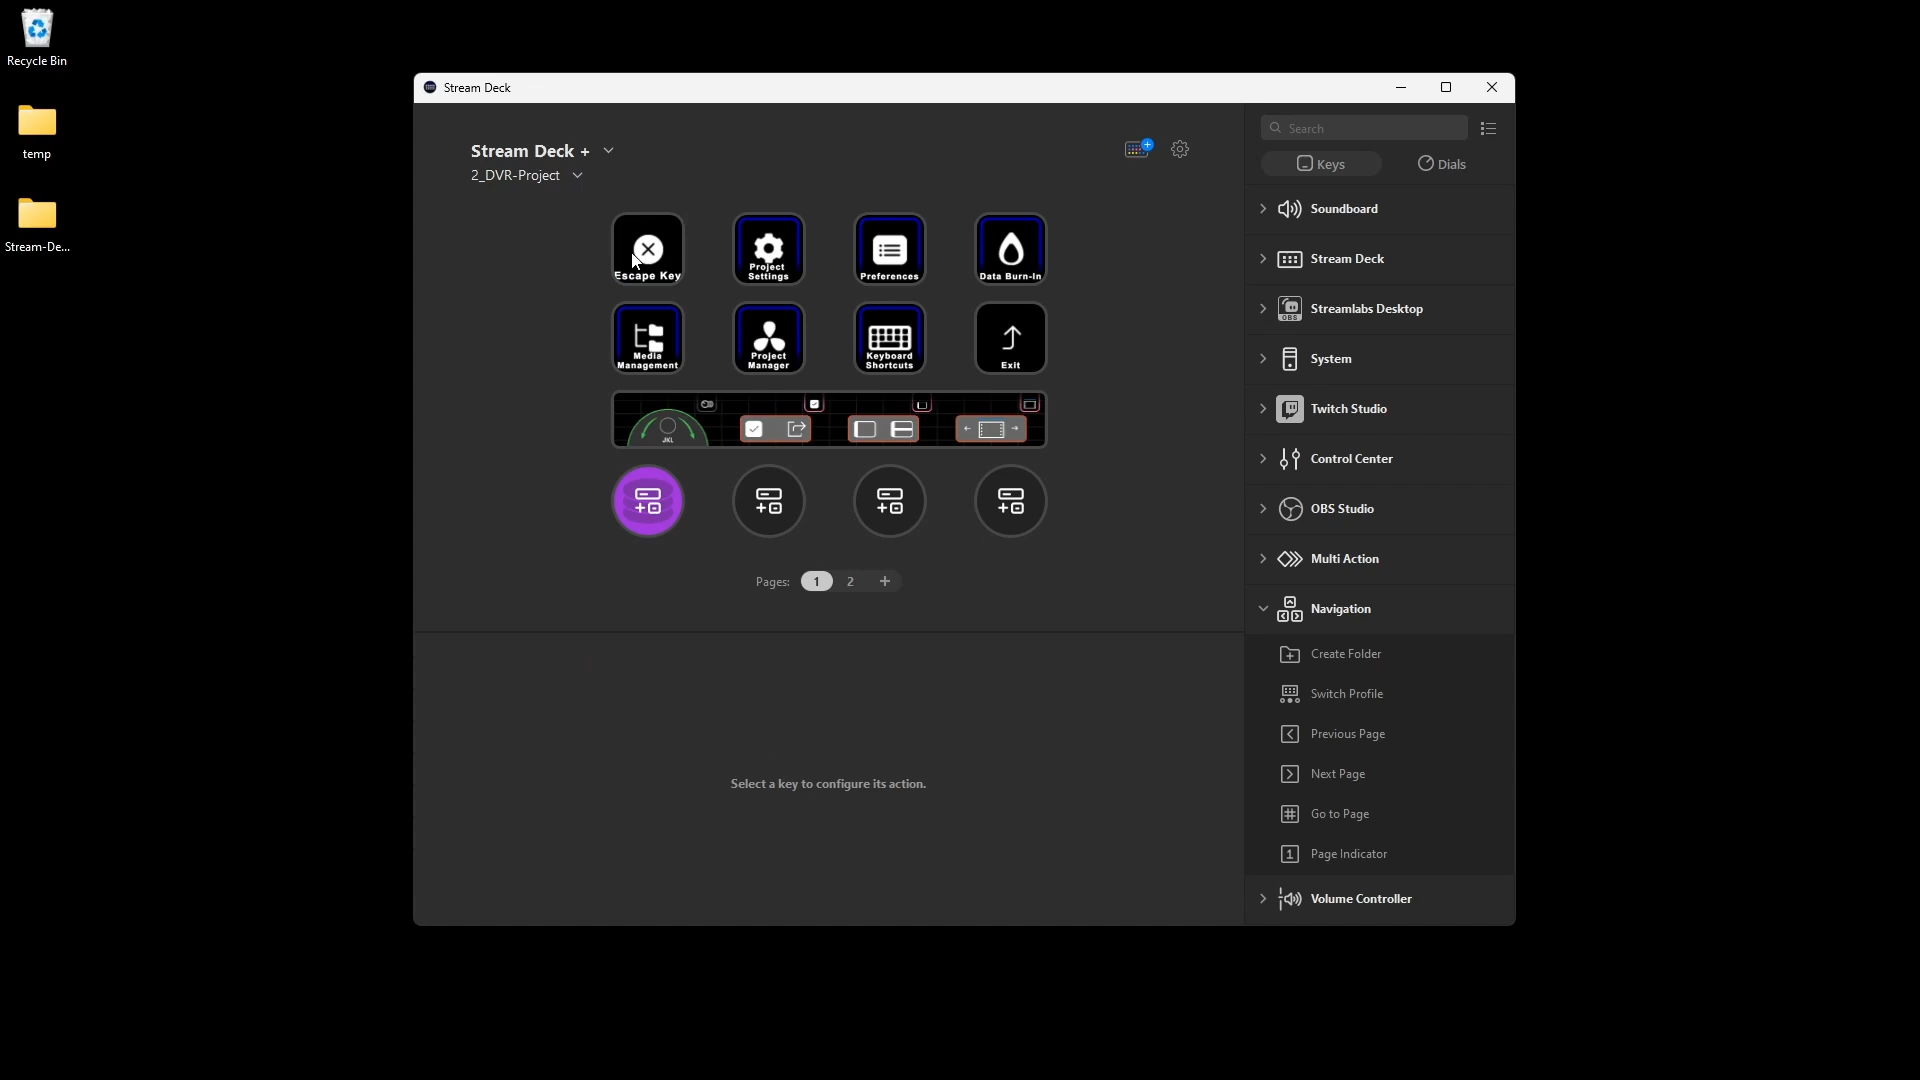 Recycle Bin
temp
Stream-De...
Stream Deck
Stream Deck +
2_DVR-Project
Escape Key
Project
Settings
Preferences
Data Burn-In
Media
Management
Project
Manager
Keyboard
Shortcuts
Exit
JKL
Pages: 1 2 +
Select a key to configure its action.
Search
Keys
Dials
Soundboard
Stream Deck
OBS
Streamlabs Desktop
System
Twitch Studio
Control Center
OBS Studio
Multi Action
Navigation
Create Folder
Switch Profile
Previous Page
Next Page
# Go to Page
1 Page Indicator
Volume Controller